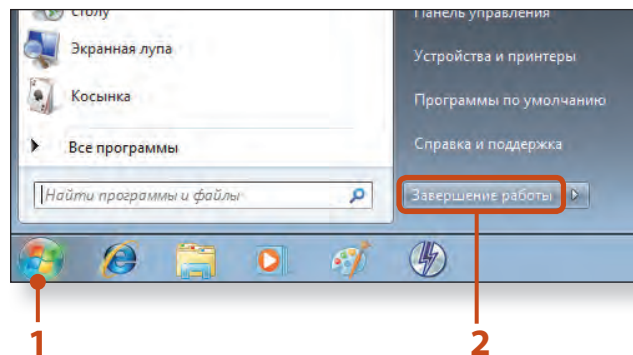 столу
Панель управления
Экранная лупа
Устройства и принтеры
Косынка
Программы по умолчанию
Все программы
Справка и поддержка
Найти программы и файлы
Завершение работы
1
2